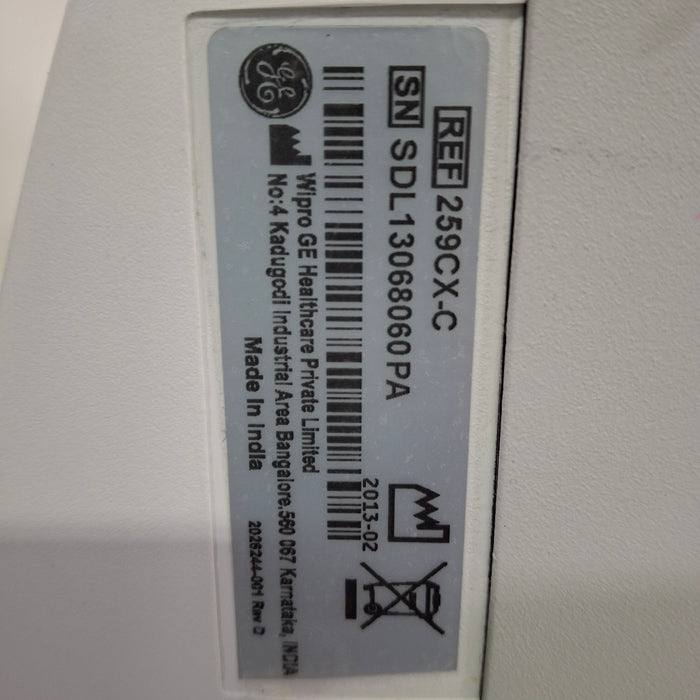 REF 259CX-C
SN SDL13068060PA
2013-02
GE
Wipro GE Healthcare Private Limited
No:4 Kadugodi Industrial Area Bangalore.560 067 Karnataka, INDIA
Made In India
2026244-001 Rev D